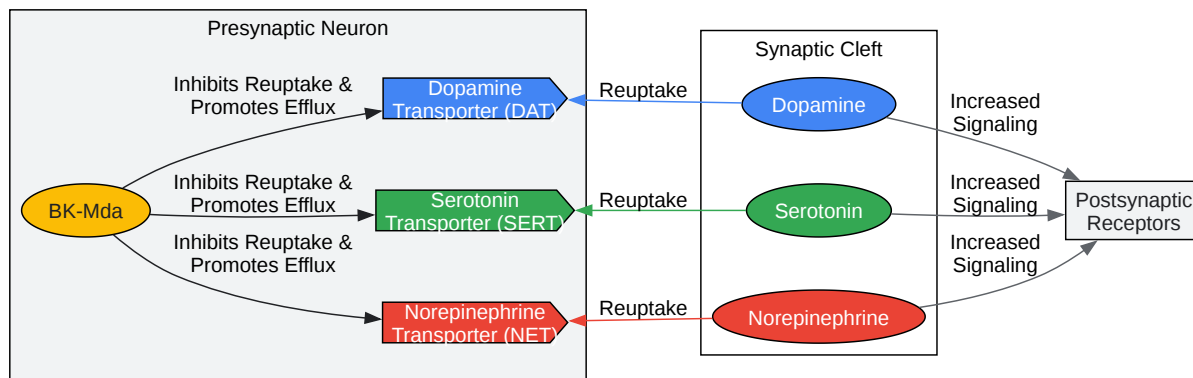 Presynaptic Neuron
Synaptic Cleft
Inhibits Reuptake &
Promotes Efflux
Dopamine
Transporter (DAT)
Reuptake
Dopamine
Increased
Signaling
BK-Mda
Inhibits Reuptake &
Promotes Efflux
Serotonin
Transporter (SERT)
Reuptake
Serotonin
Increased
Signaling
Postsynaptic
Receptors
Inhibits Reuptake &
Promotes Efflux
Norepinephrine
Transporter (NET)
Reuptake
Norepinephrine
Increased
Signaling